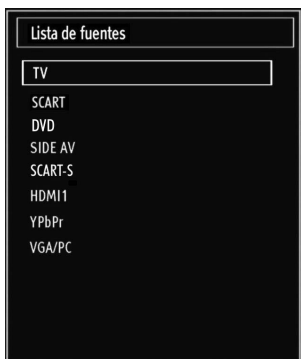 Lista de fuentes
TV
SCART
DVD
SIDE AV
SCART-S
HDMI1
YPbPr
VGA/PC